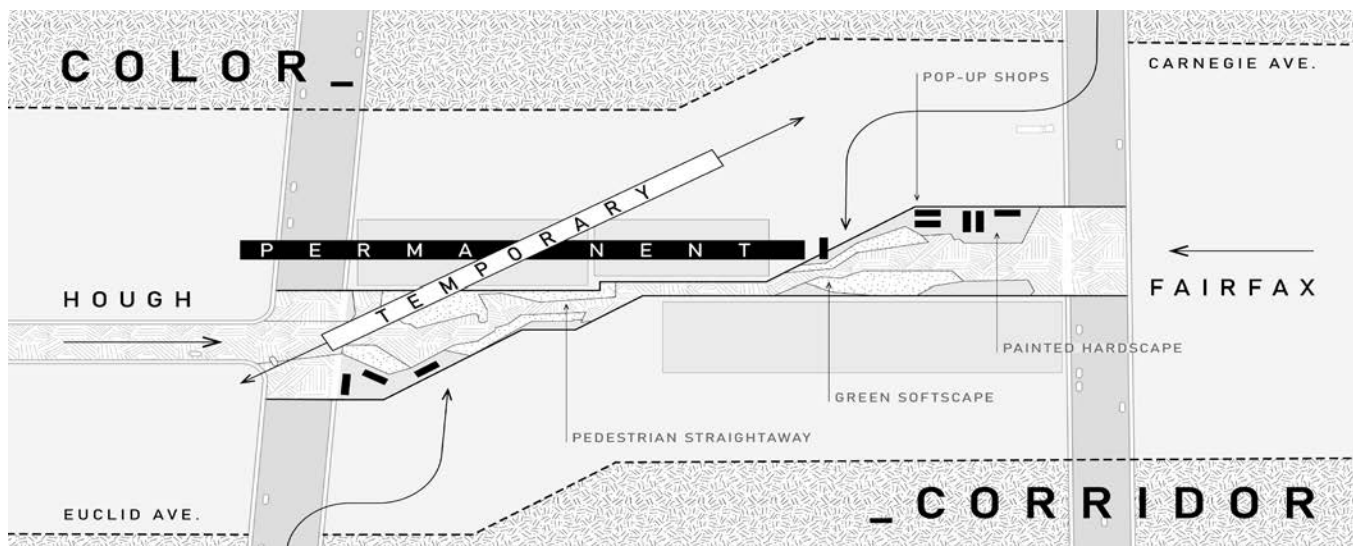 COLOR_
CARNEGIE AVE.
POP-UP SHOPS
TEMPORARY
PERMANENT
HOUGH
FAIRFAX
PAINTED HARDSCAPE
GREEN SOFTSCAPE
PEDESTRIAN STRAIGHTAWAY
EUCLID AVE.
_CORRIDOR